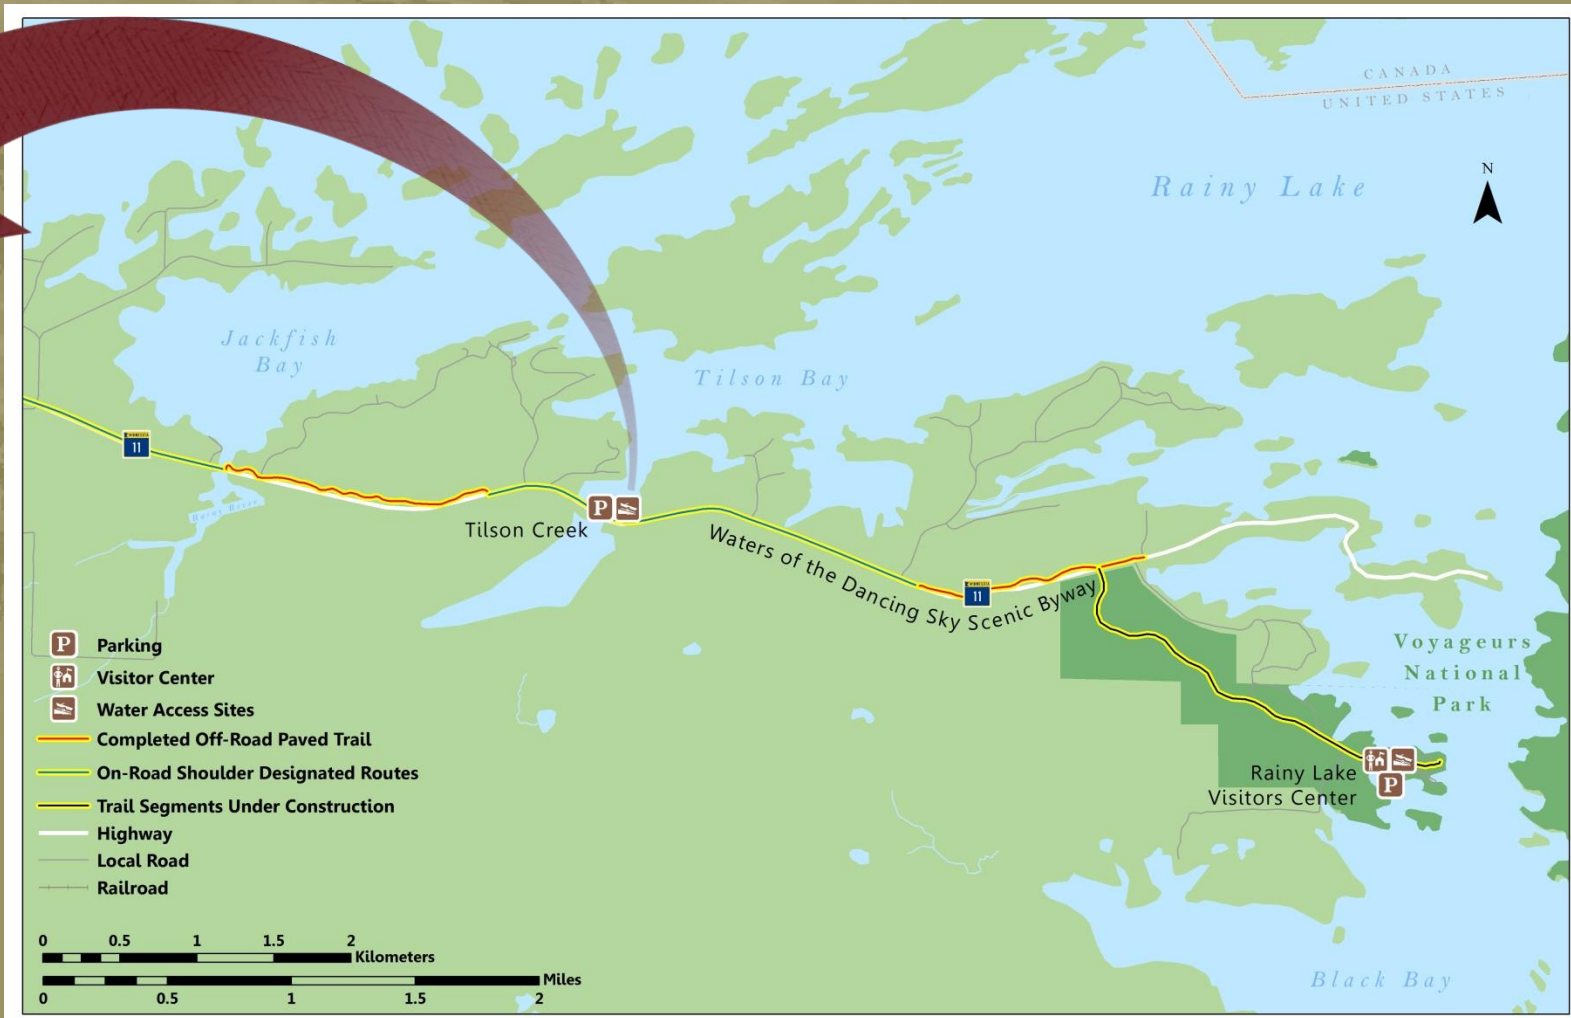 CANADA
UNITED STATES
Rainy Lake
N
Jackfish
Bay
Tilson Bay
MINNESOTA
11
P
Tilson Creek
Waters of the Dancing Sky Scenic Byway
MINNESOTA
11
Voyageurs
National
Park
Rainy Lake
Visitors Center
P
Black Bay
P Parking
Visitor Center
Water Access Sites
Completed Off-Road Paved Trail
On-Road Shoulder Designated Routes
Trail Segments Under Construction
Highway
Local Road
Railroad
0 0.5 1 1.5 2
Kilometers
Miles
0 0.5 1 1.5 2